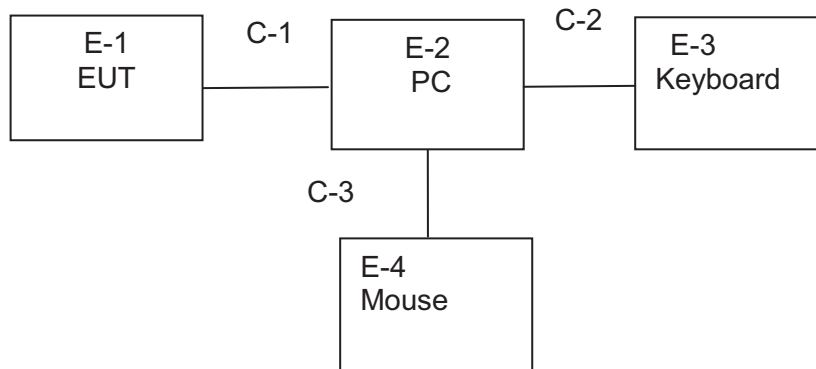 E-1
EUT
C-1
E-2
PC
C-2
E-3
Keyboard
C-3
E-4
Mouse